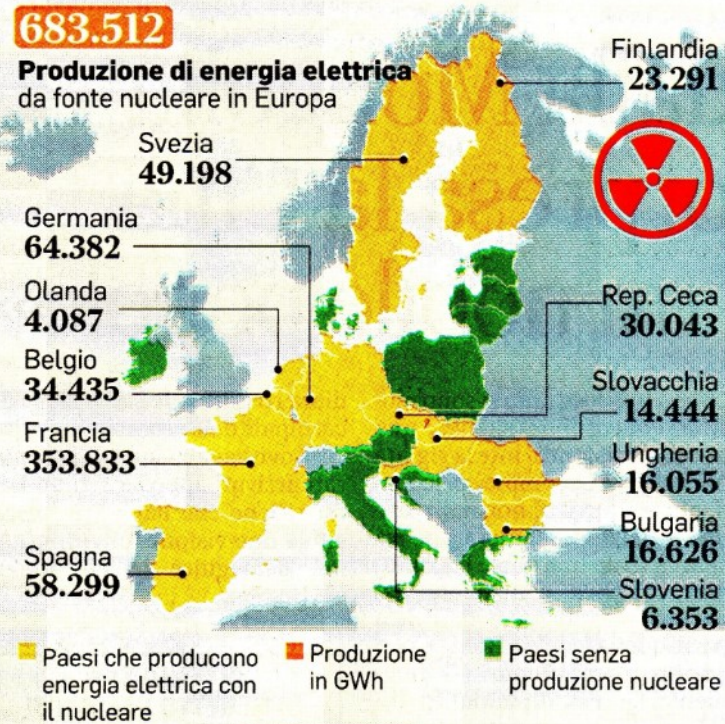 683.512
Produzione di energia elettrica
da fonte nucleare in Europa
Finlandia
23.291
Svezia
49.198
Germania
64.382
Olanda
4.087
Belgio
34.435
Francia
353.833
Spagna
58.299
Rep. Ceca
30.043
Slovacchia
14.444
Ungheria
16.055
Bulgaria
16.626
Slovenia
6.353
Paesi che producono
energia elettrica con
il nucleare
Produzione
in GWh
Paesi senza
produzione nucleare